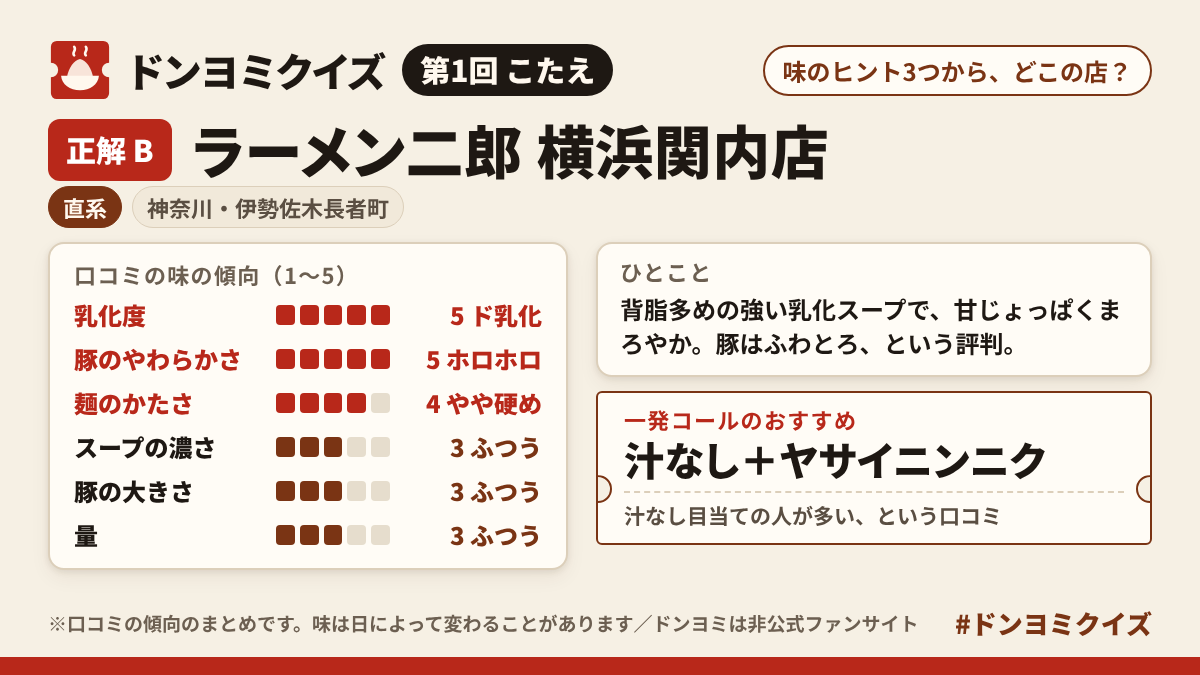 ドンヨミクイズ 第1回 こたえ 味のヒント3つから、どこの店？
正解 B ラーメン二郎 横浜関内店
直系 神奈川・伊勢佐木長者町
口コミの味の傾向（1〜5）
乳化度 5 ド乳化
豚のやわらかさ 5 ホロホロ
麺のかたさ 4 やや硬め
スープの濃さ 3 ふつう
豚の大きさ 3 ふつう
量 3 ふつう
ひとこと
背脂多めの強い乳化スープで、甘じょっぱくま
ろやか。豚はふわとろ、という評判。
一発コールのおすすめ
汁なし＋ヤサイニンニク
汁なし目当ての人が多い、という口コミ
※口コミの傾向のまとめです。味は日によって変わることがあります／ドンヨミは非公式ファンサイト #ドンヨミクイズ